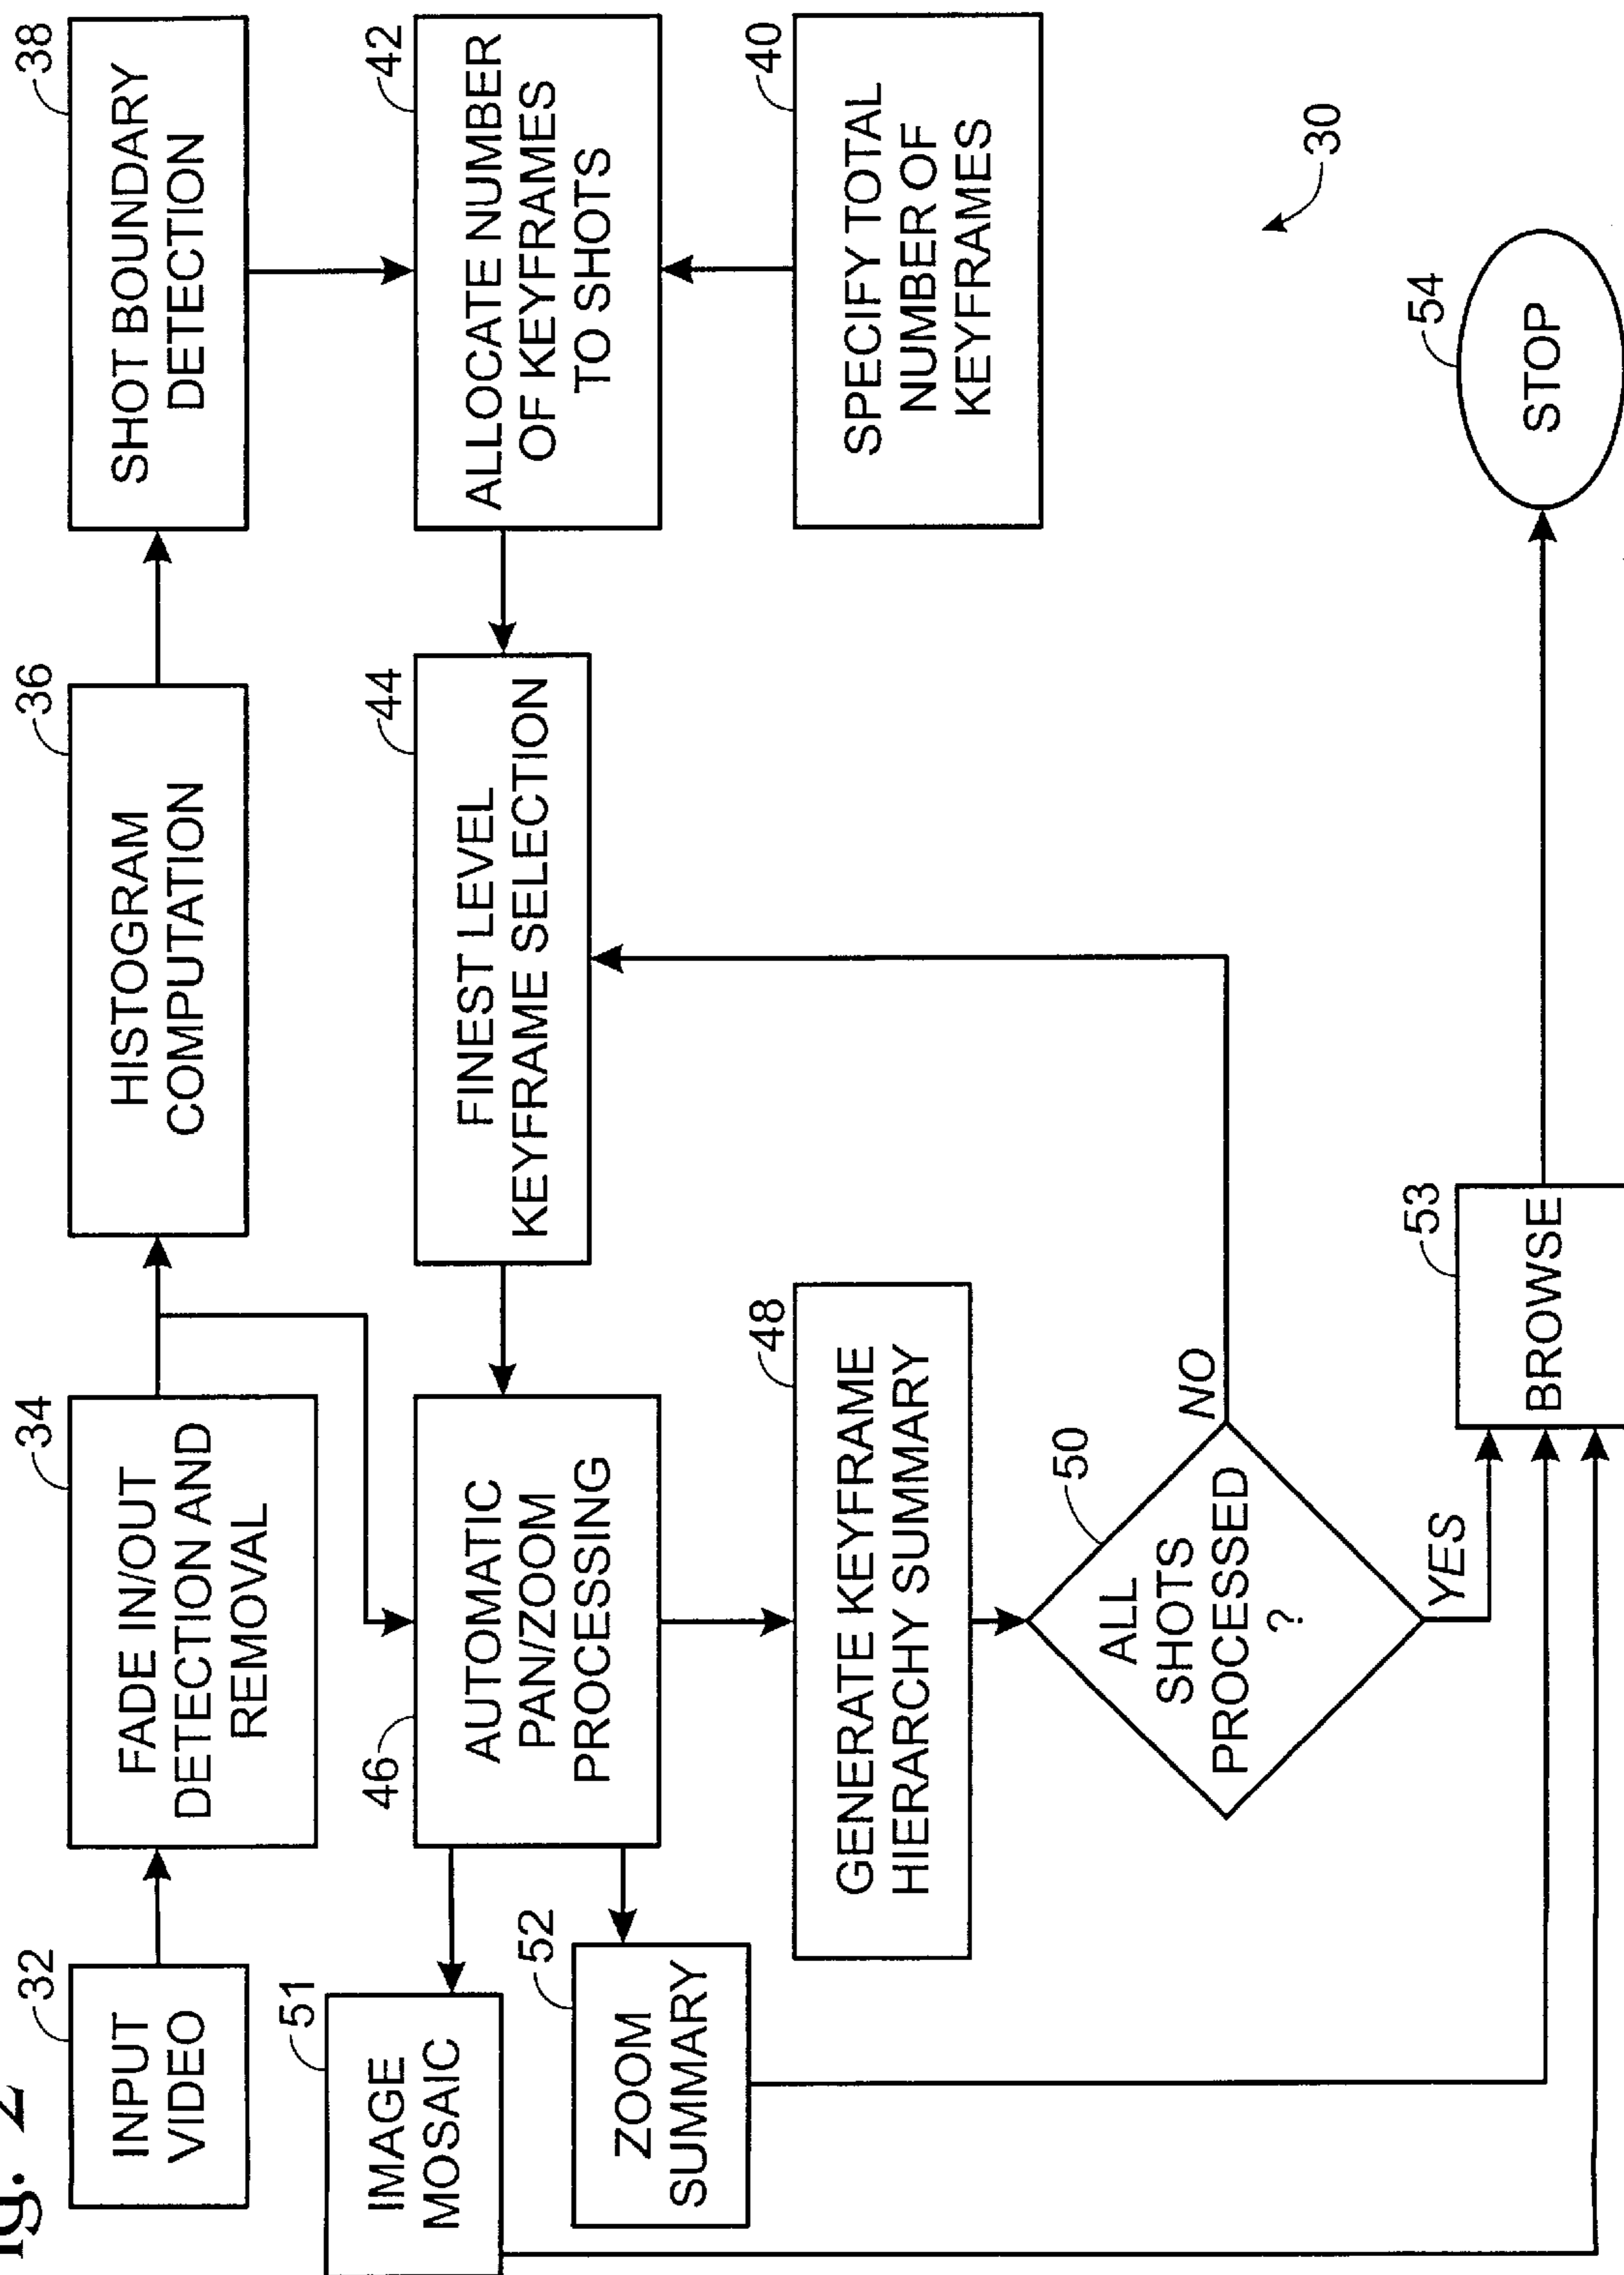 ig. 2
32
INPUT
VIDEO
34
FADE IN/OUT
DETECTION AND
REMOVAL
36
HISTOGRAM
COMPUTATION
38
SHOT BOUNDARY
DETECTION
51
IMAGE
MOSAIC
46
AUTOMATIC
PAN/ZOOM
PROCESSING
44
FINEST LEVEL
KEYFRAME SELECTION
42
ALLOCATE NUMBER
OF KEYFRAMES
TO SHOTS
52
ZOOM
SUMMARY
48
GENERATE KEYFRAME
HIERARCHY SUMMARY
40
SPECIFY TOTAL
NUMBER OF
KEYFRAMES
50
ALL
SHOTS
PROCESSED
?
NO
YES
30
53
BROWSE
54
STOP